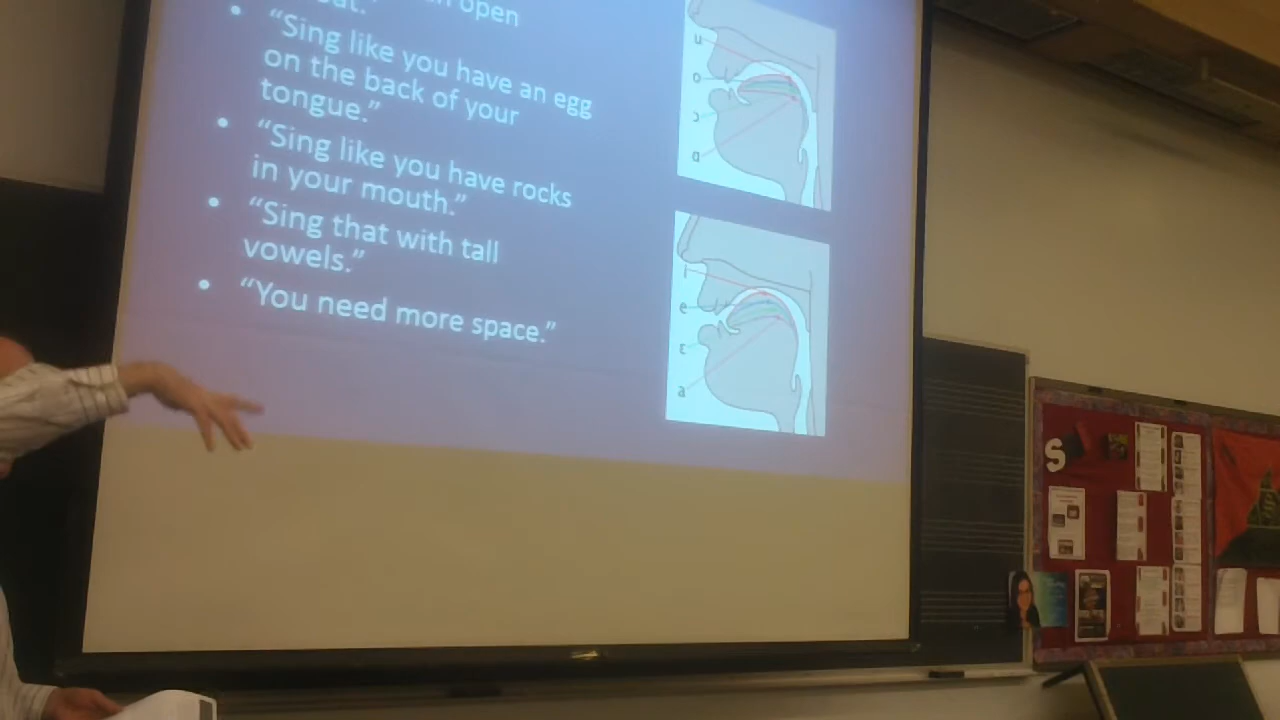 open
“Sing like you have an egg
on the back of your
tongue.”
“Sing like you have rocks
in your mouth.”
“Sing that with tall
vowels.”
“You need more space.”
u
o
ɔ
ɑ
i
e
ɛ
a
S